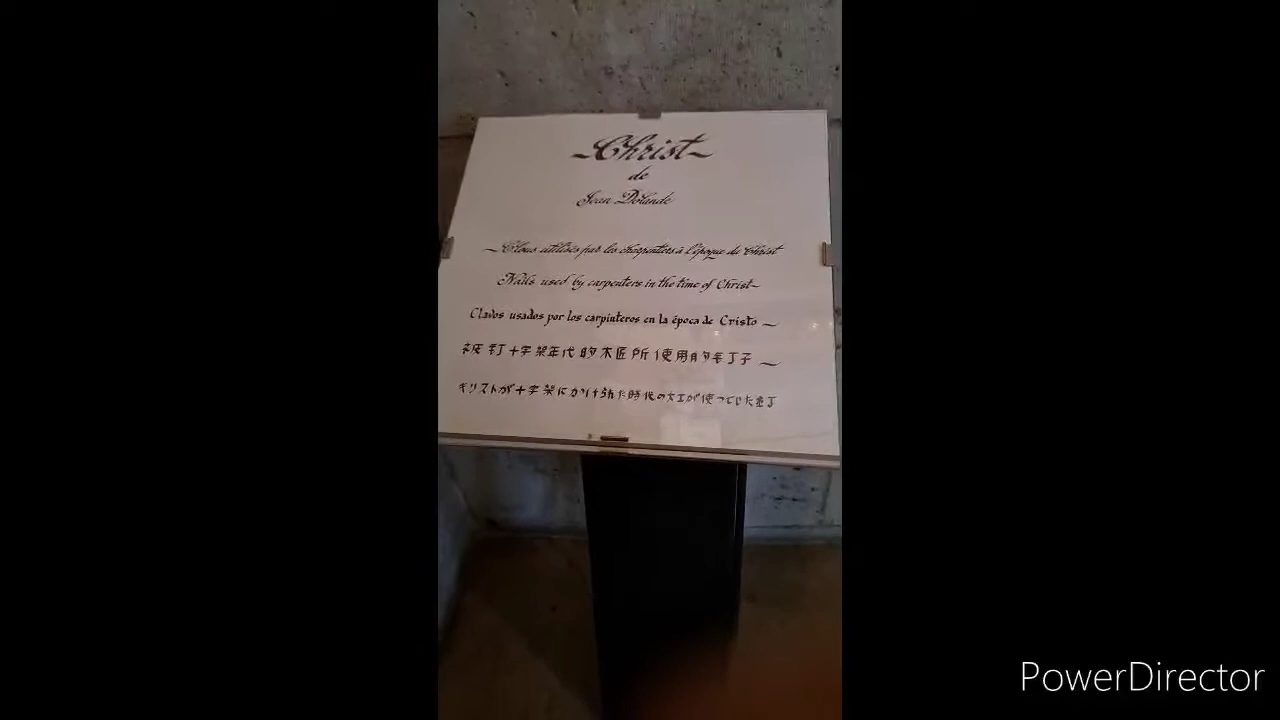 Christ
de
Jean Dolande
Clous utilisés par les charpentiers à l'époque du Christ
Nails used by carpenters in the time of Christ
Clavos usados por los carpinteros en la época de Cristo
被 釘 十字架年代的木匠所使用的
キリストが十字架にかけられた時代の大工が使っていた
PowerDirector